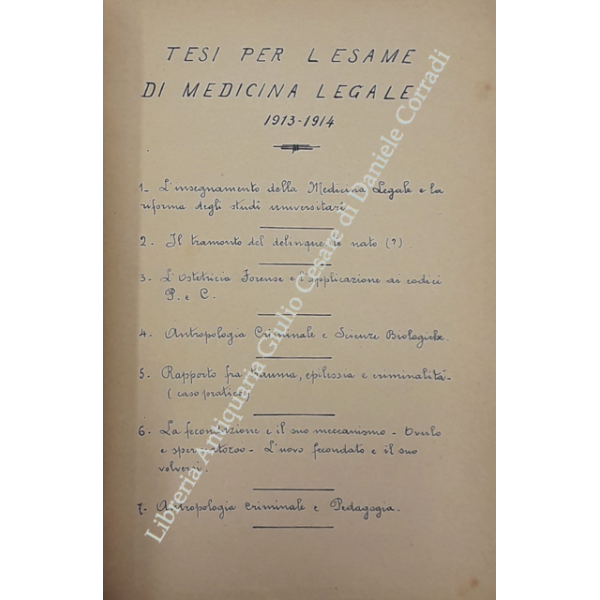 TESI PER L ESAME
DI MEDICINA LEGALE
1913-1914
1- L'insegnamento della Medicina Legale e la
riforma degli studi universitari
2. Il tramonto del delinquente nato (?).
3. L'Ostetricia Forense e l'applicazione ai codici
P. e C.
4. Antropologia Criminale e Scienze Biologiche
5. Rapporto fra trauma, epilessia e criminalità-
(caso pratico)
6. La fecondazione e il suo meccanismo - Ovulo
e spermatozoo - L'uovo fecondato e il suo
volversi.
7. Antropologia Criminale e Pedagogia.
Libreria Antiquaria Giulio Cesare di Daniele Corradi